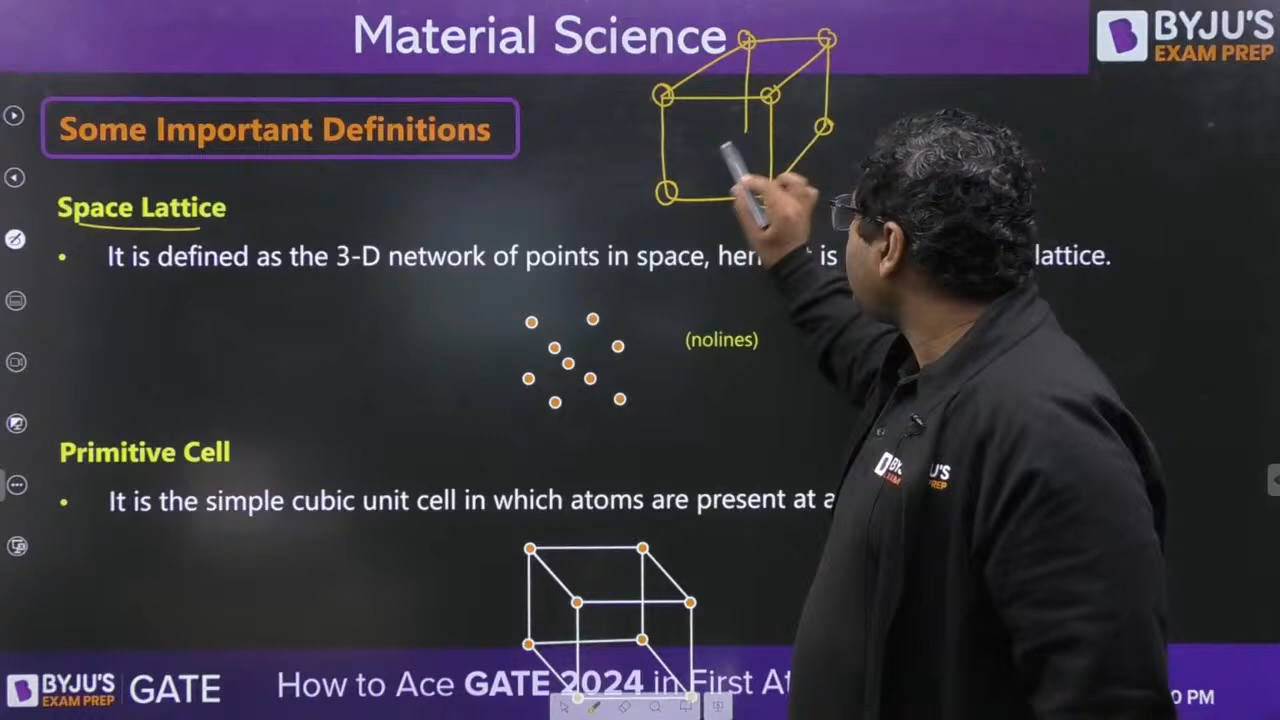 Material Science
BYJU'S
EXAM PREP
Some Important Definitions
Space Lattice
• It is defined as the 3-D network of points in space, is lattice.
(nolines)
Primitive Cell
• It is the simple cubic unit cell in which atoms are present at
BYJU'S
EXAM PREP
BYJU'S
EXAM PREP
GATE
How to Ace GATE 2024 in First
PM